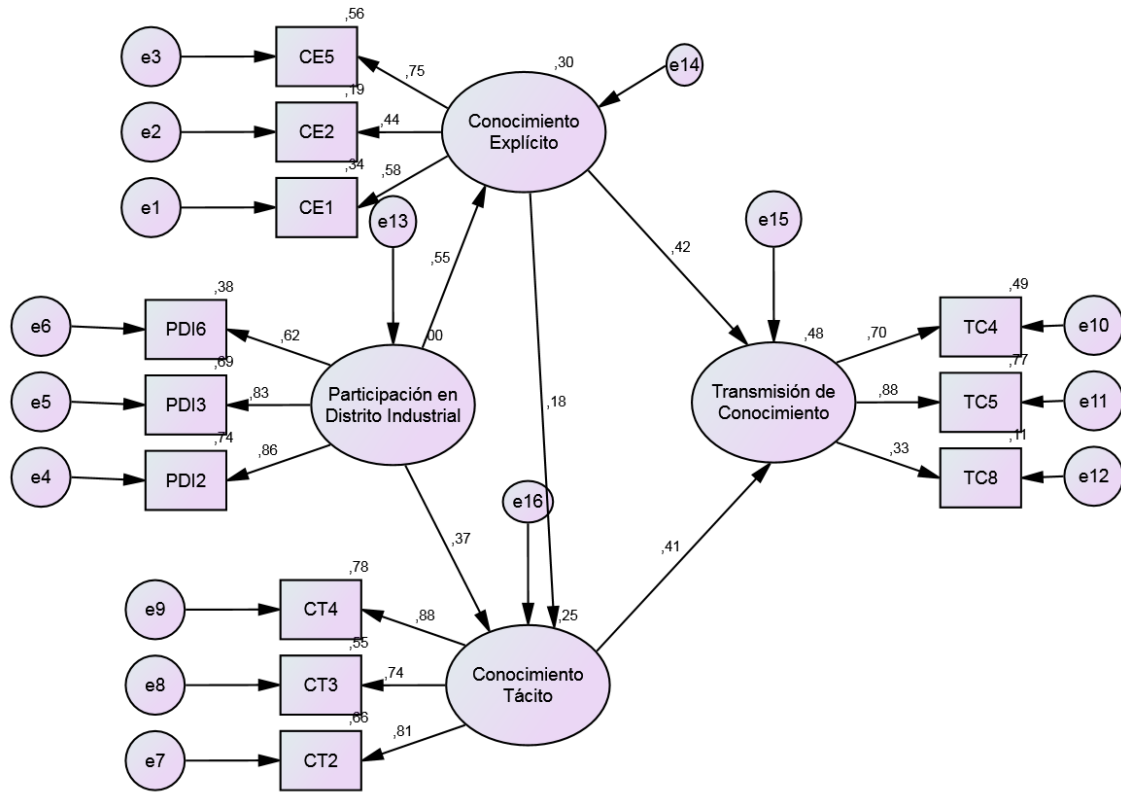 ,56
e3
CE5
,75
,30
e14
,19
e2
CE2
,44
Conocimiento
Explícito
,34
e1
CE1
,58
e13
e15
,55
,42
,38
e6
PDI6
,62
,00
,48
,49
,70
TC4
e10
,69
e5
PDI3
,83
Participación en
Distrito Industrial
,18
Transmisión de
Conocimiento
,88
,77
TC5
e11
,74
e4
PDI2
,86
,33
,11
TC8
e12
e16
,37
,41
,78
e9
CT4
,88
,25
,55
e8
CT3
,74
Conocimiento
Tácito
,66
e7
CT2
,81